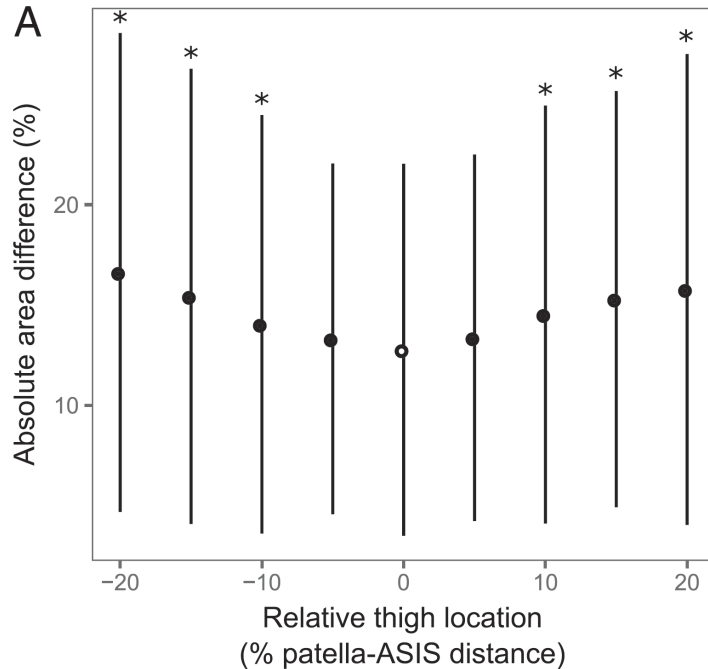 A
* * * * * *
Absolute area difference (%)
20
10
−20 −10 0 10 20
Relative thigh location
(% patella-ASIS distance)